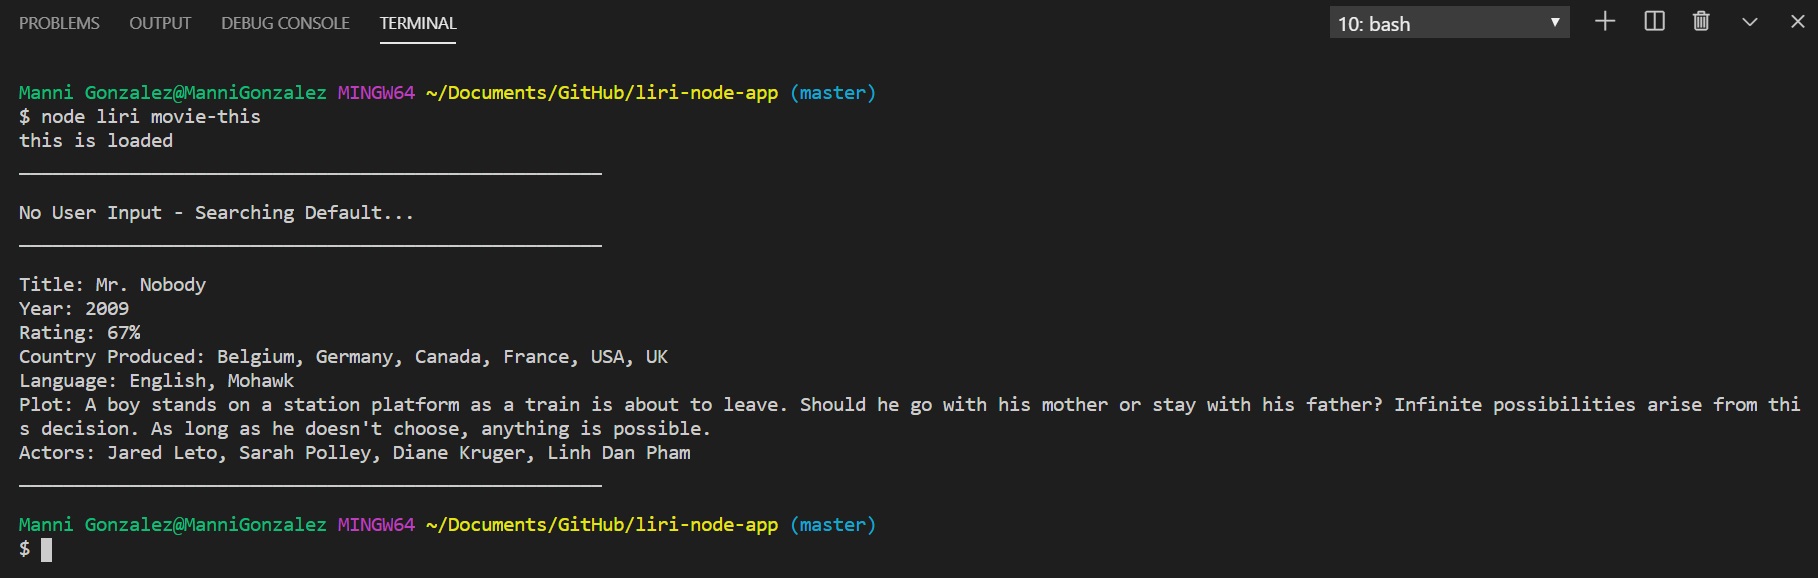 PROBLEMS OUTPUT DEBUG CONSOLE TERMINAL 10: bash
Manni Gonzalez@ManniGonzalez MINGW64 ~/Documents/GitHub/liri-node-app (master)
$ node liri movie-this
this is loaded
_____________________________________________________
No User Input - Searching Default...
_____________________________________________________
Title: Mr. Nobody
Year: 2009
Rating: 67%
Country Produced: Belgium, Germany, Canada, France, USA, UK
Language: English, Mohawk
Plot: A boy stands on a station platform as a train is about to leave. Should he go with his mother or stay with his father? Infinite possibilities arise from thi
s decision. As long as he doesn't choose, anything is possible.
Actors: Jared Leto, Sarah Polley, Diane Kruger, Linh Dan Pham
_____________________________________________________
Manni Gonzalez@ManniGonzalez MINGW64 ~/Documents/GitHub/liri-node-app (master)
$